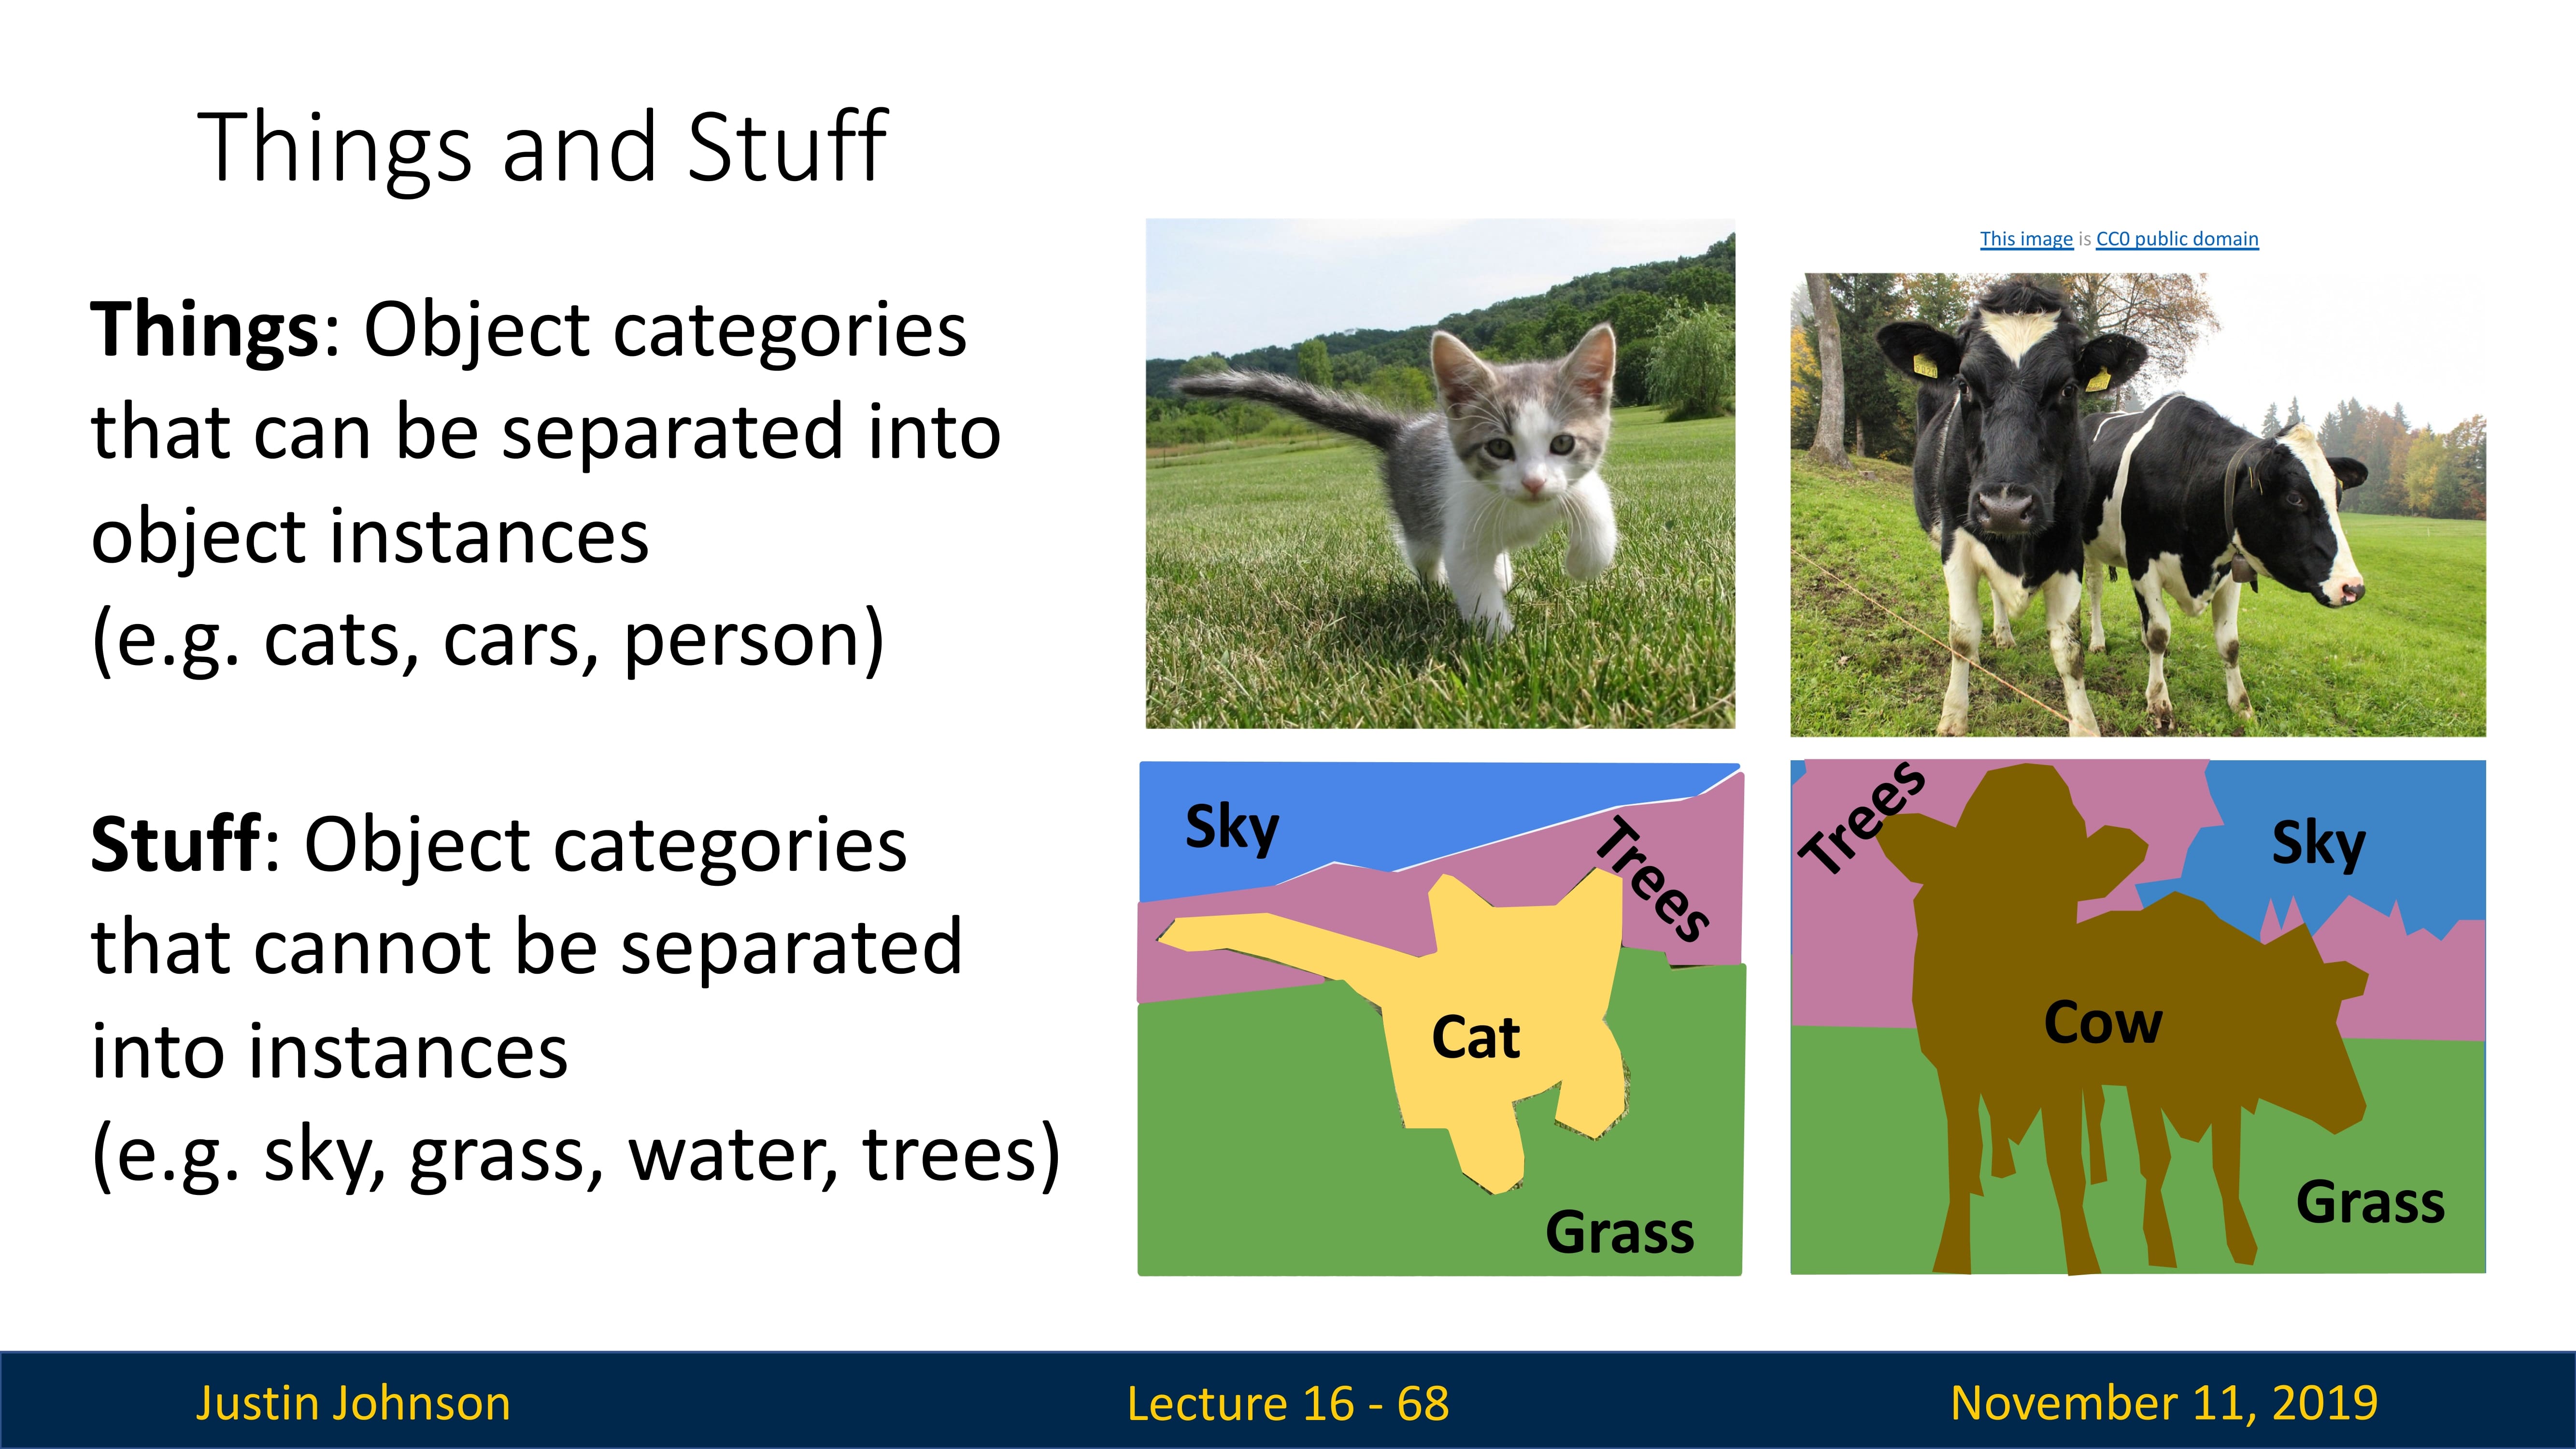 Things and Stuff
Things: Object categories
that can be separated into
object instances
(e.g. cats, cars, person)
Stuff: Object categories
that cannot be separated
into instances
(e.g. sky, grass, water, trees)
This image is CC0 public domain
Sky
Trees
Cat
Grass
Trees
Sky
Cow
Grass
Justin Johnson
Lecture 16 - 68
November 11, 2019